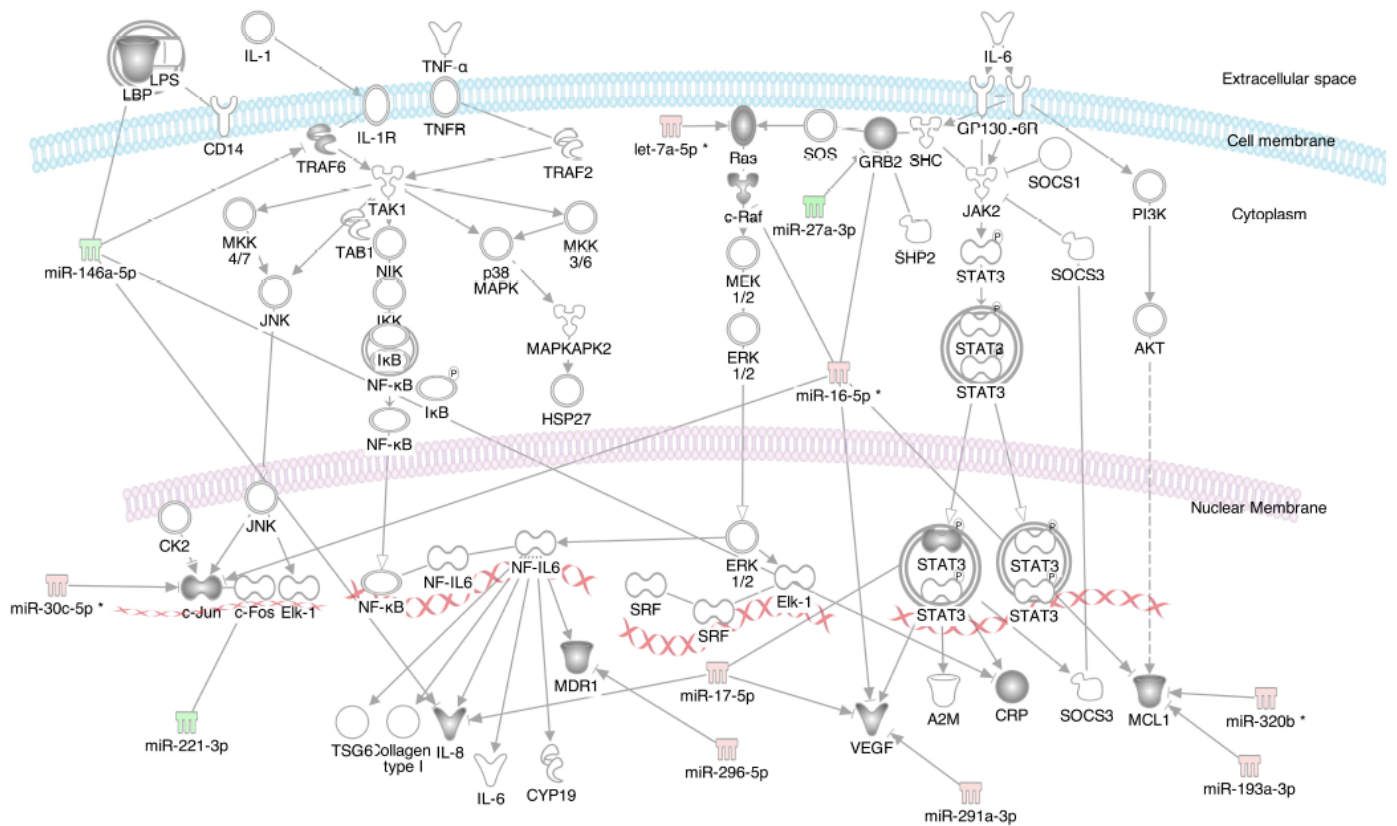 IL-6
IL-1
TNF-α
LPS
LBP
Extracellular space
CD14
IL-1R
TNFR
let-7a-5p *
Ras
SOS
GRB2
SHC
GP130
-6R
Cell membrane
TRAF6
TRAF2
SOCS1
TAK1
c-Raf
JAK2
PI3K
Cytoplasm
MKK
4/7
TAB1
MKK
3/6
miR-27a-3p
miR-146a-5p
NIK
p38
MAPK
MEK
1/2
SHP2
P
STAT3
SOCS3
JNK
IKK
IκB
NF-κB
MAPKAPK2
ERK
1/2
P
STAT3
STAT3
AKT
P
IκB
HSP27
miR-16-5p *
NF-κB
Nuclear Membrane
CK2
JNK
NF-IL6
NF-IL6
ERK
1/2
P
STAT3
P
STAT3
P
STAT3
P
STAT3
miR-30c-5p *
c-Jun
c-Fos
Elk-1
NF-κB
SRF
SRF
Elk-1
MDR1
miR-17-5p
miR-221-3p
TSG6
ollagen
type I
IL-8
VEGF
A2M
CRP
SOCS3
MCL1
miR-320b *
IL-6
CYP19
miR-296-5p
miR-291a-3p
miR-193a-3p